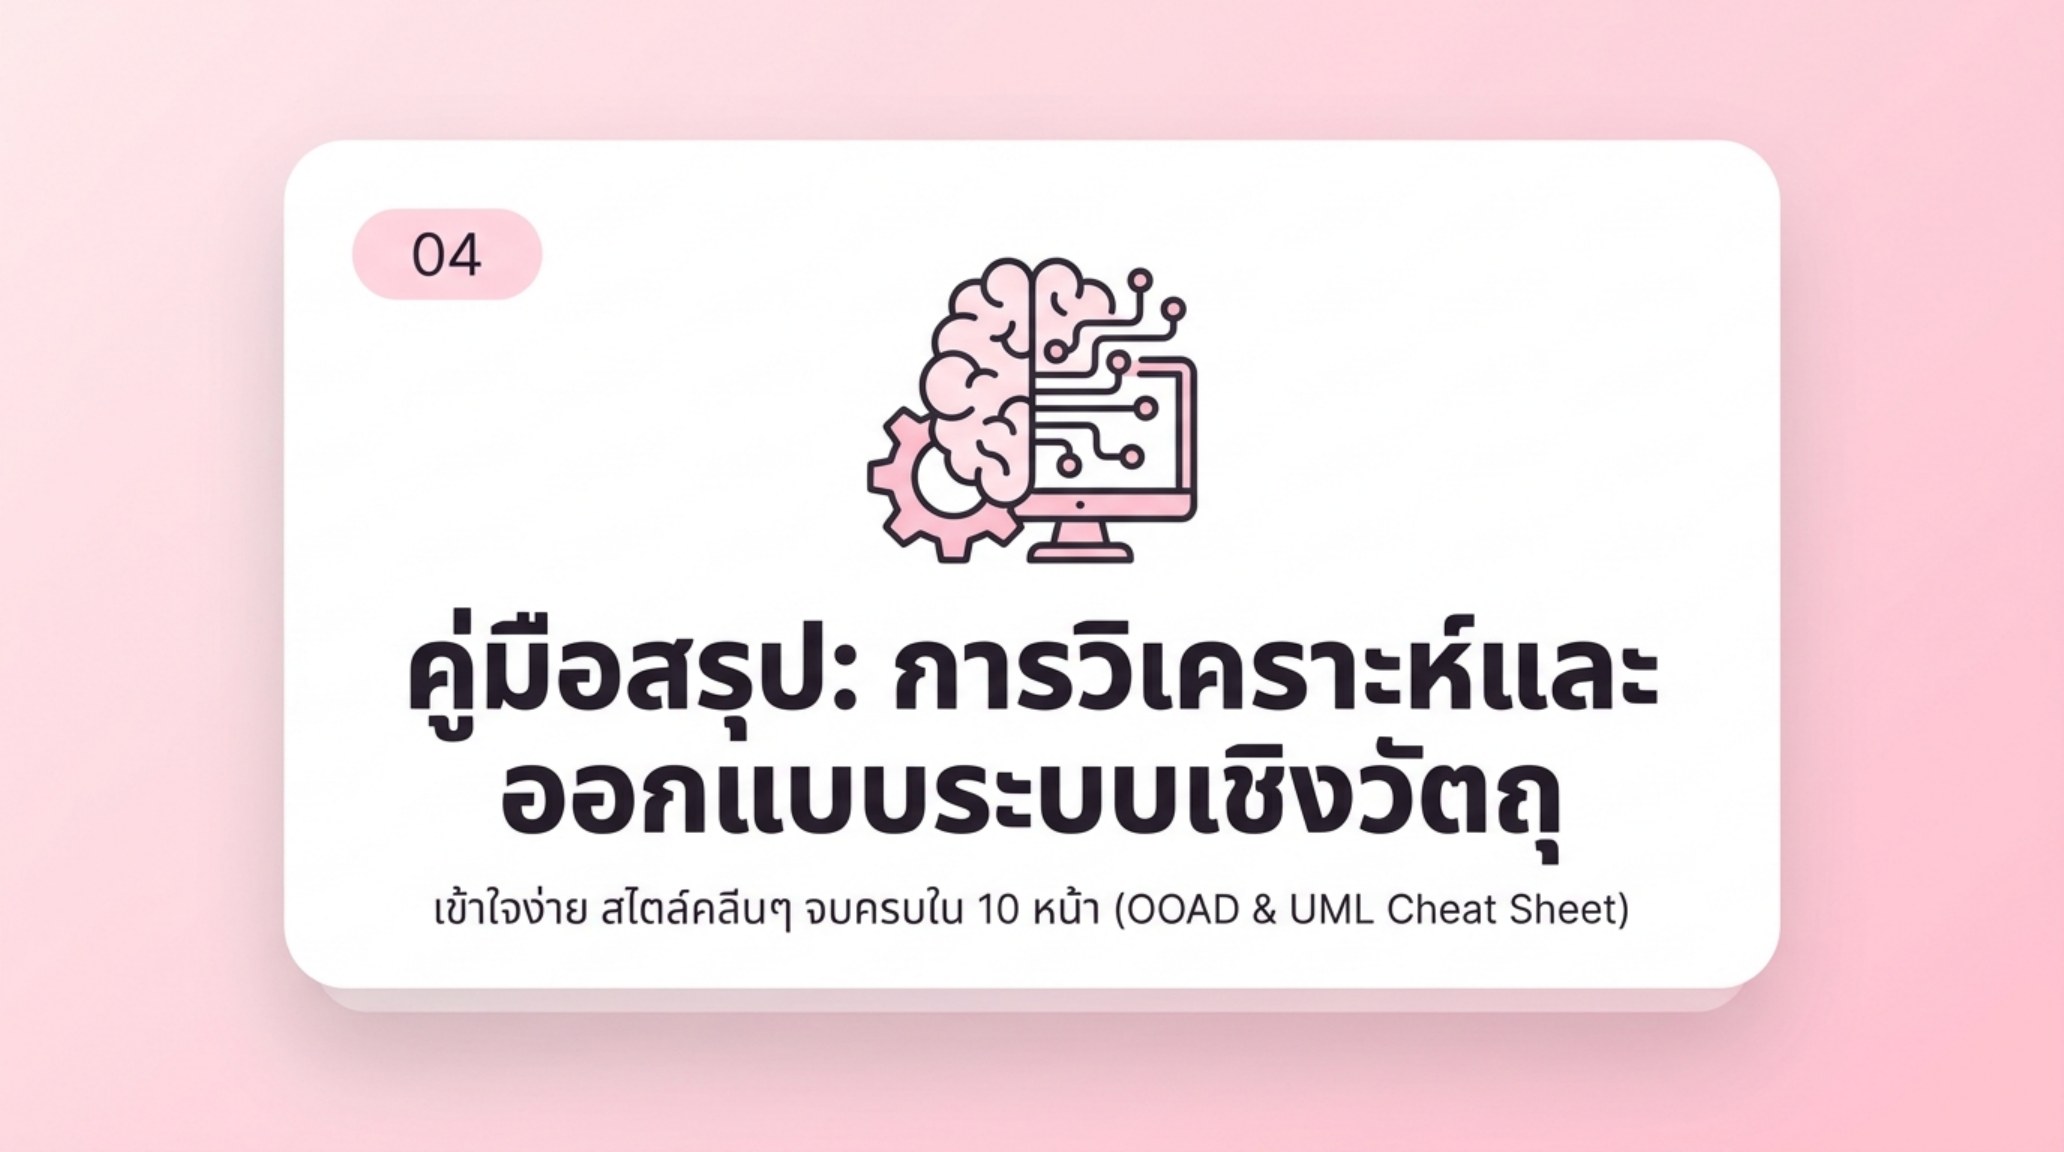 04
คู่มือสรุป: การวิเคราะห์และ
ออกแบบระบบเชิงวัตถุ
เข้าใจง่าย สไตล์คลีนๆ จบครบใน 10 หน้า (OOAD & UML Cheat Sheet)